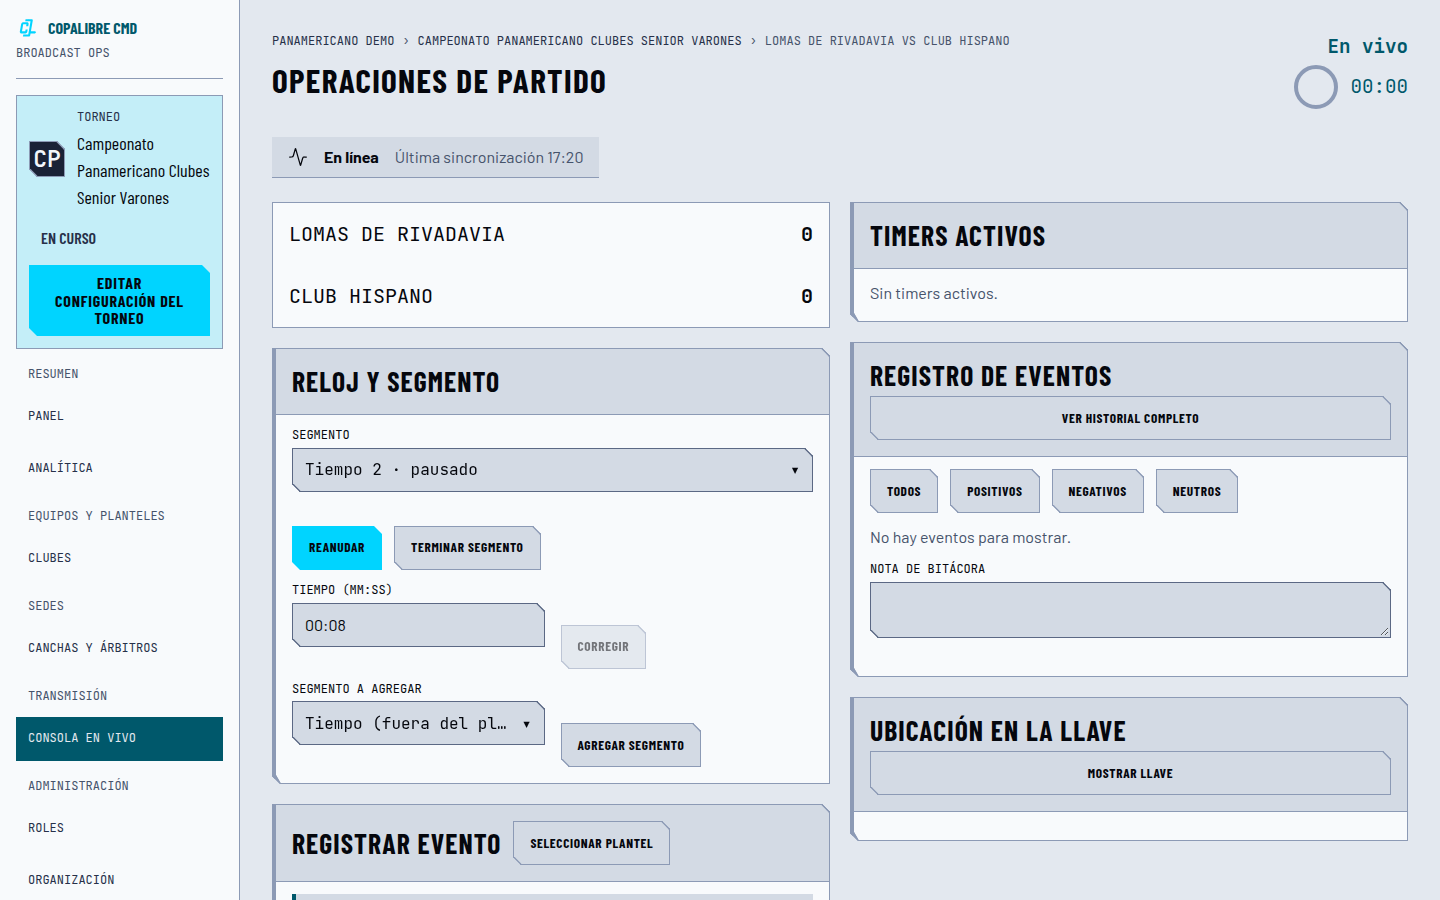 COPALIBRE CMD
BROADCAST OPS
TORNEO
CP
Campeonato
Panamericano Clubes
Senior Varones
EN CURSO
EDITAR
CONFIGURACIÓN DEL
TORNEO
RESUMEN
PANEL
ANALÍTICA
EQUIPOS Y PLANTELES
CLUBES
SEDES
CANCHAS Y ÁRBITROS
TRANSMISIÓN
CONSOLA EN VIVO
ADMINISTRACIÓN
ROLES
ORGANIZACIÓN
PANAMERICANO DEMO › CAMPEONATO PANAMERICANO CLUBES SENIOR VARONES › LOMAS DE RIVADAVIA VS CLUB HISPANO
OPERACIONES DE PARTIDO
En vivo
00:00
En línea Última sincronización 17:20
LOMAS DE RIVADAVIA 0
CLUB HISPANO 0
RELOJ Y SEGMENTO
SEGMENTO
Tiempo 2 · pausado
REANUDAR TERMINAR SEGMENTO
TIEMPO (MM:SS)
00:08
CORREGIR
SEGMENTO A AGREGAR
Tiempo (fuera del pl…
AGREGAR SEGMENTO
REGISTRAR EVENTO SELECCIONAR PLANTEL
TIMERS ACTIVOS
Sin timers activos.
REGISTRO DE EVENTOS
VER HISTORIAL COMPLETO
TODOS POSITIVOS NEGATIVOS NEUTROS
No hay eventos para mostrar.
NOTA DE BITÁCORA
UBICACIÓN EN LA LLAVE
MOSTRAR LLAVE